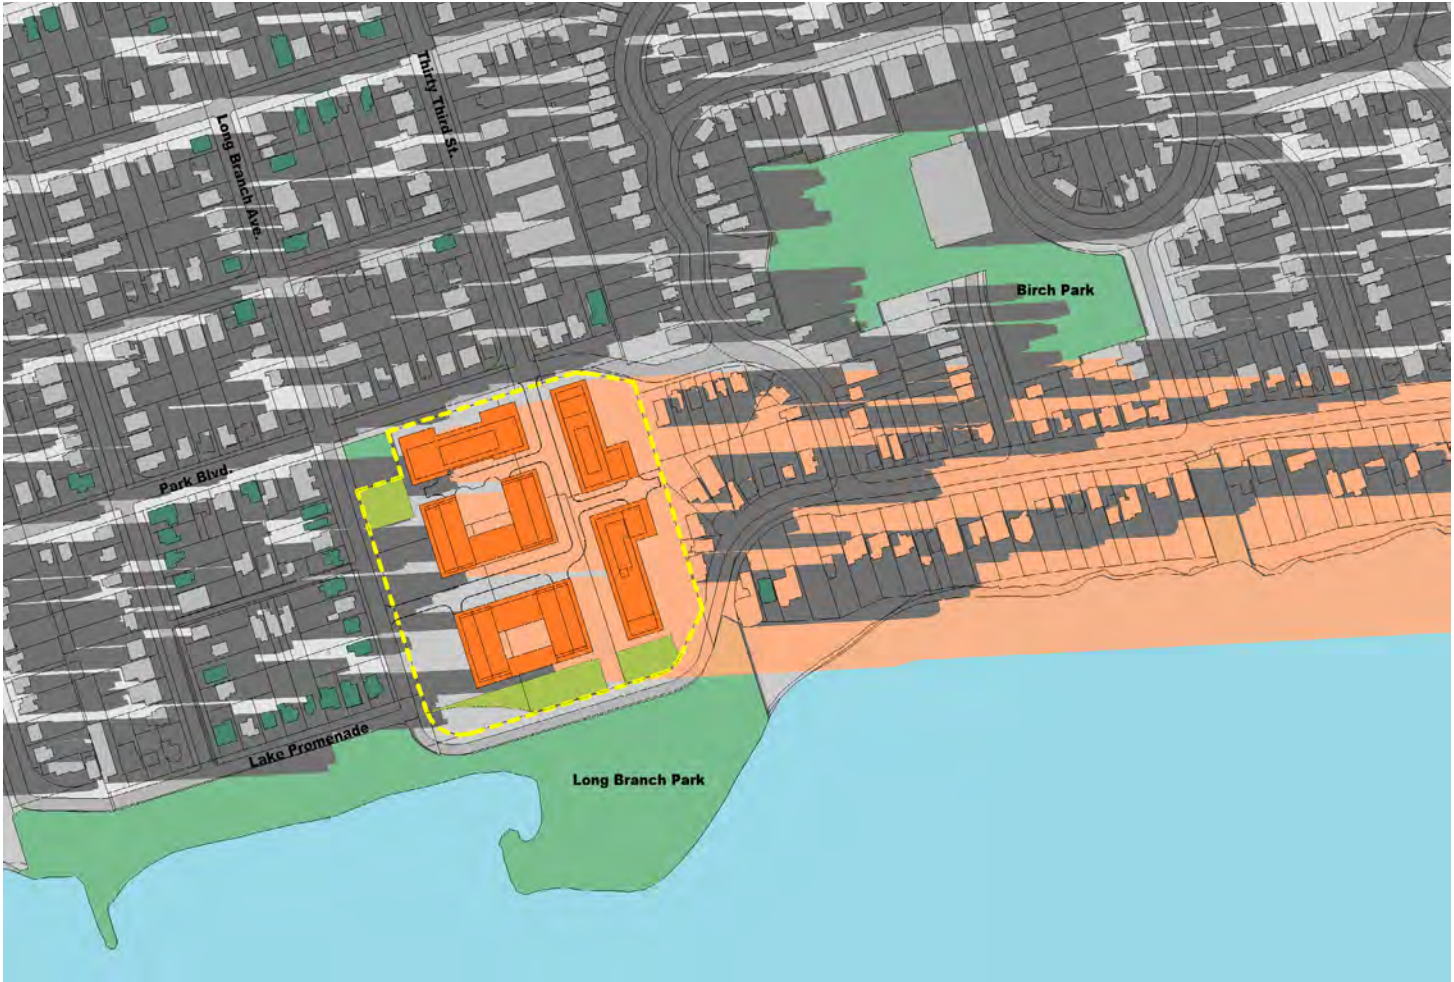 Thirty Third St.
Long Branch Ave.
Birch Park
Park Blvd.
Lake Promenade
Long Branch Park